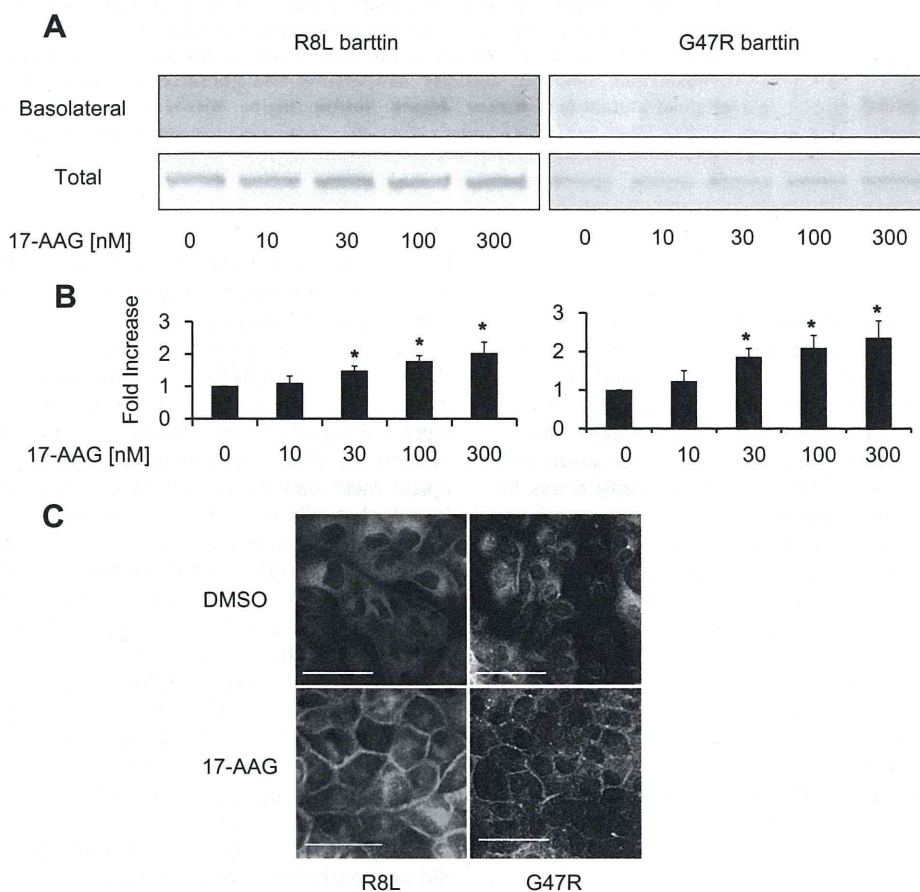 A
R8L barttin G47R barttin
Basolateral
Total
17-AAG [nM] 0 10 30 100 300 0 10 30 100 300
B
Fold Increase
3
2
1
0
* * *
3
2
1
0
* * *
17-AAG [nM] 0 10 30 100 300 0 10 30 100 300
C
DMSO
17-AAG
R8L G47R